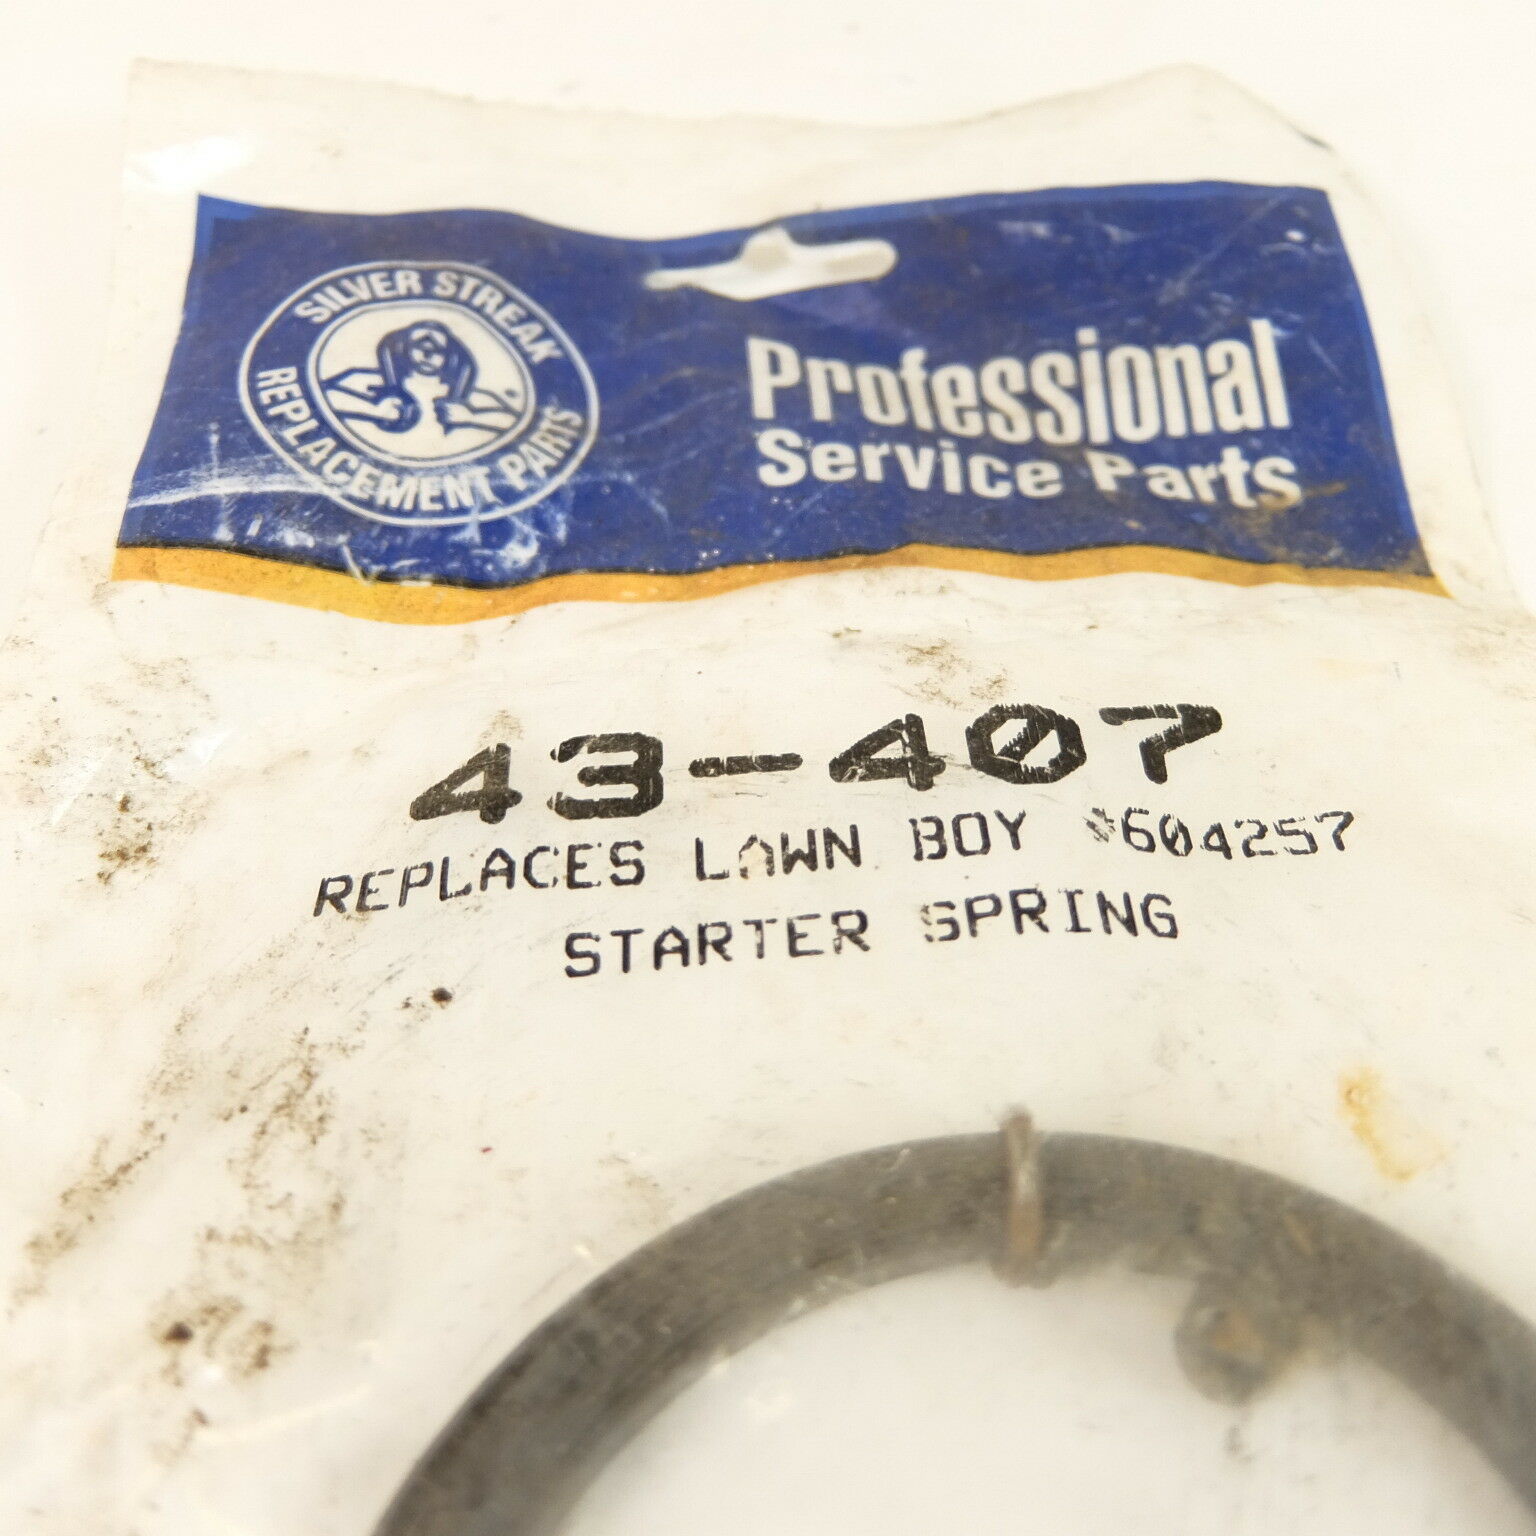 SILVER STREAK
REPLACEMENT PARTS
Professional
Service Parts
43-407
REPLACES LAWN BOY #604257
STARTER SPRING